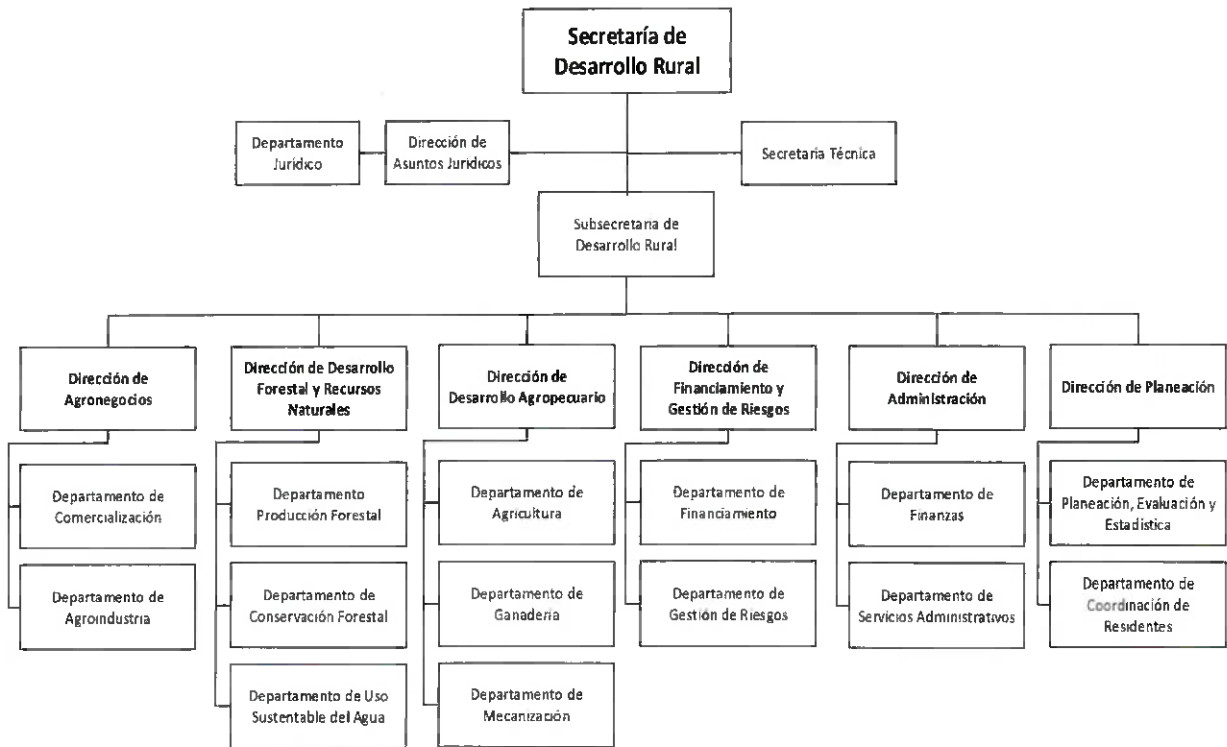 Secretaría de
Desarrollo Rural
Departamento
Jurídico
Dirección de
Asuntos Jurídicos
Secretaría Técnica
Subsecretaría de
Desarrollo Rural
Dirección de
Agronegocios
Dirección de Desarrollo
Forestal y Recursos
Naturales
Dirección de
Desarrollo Agropecuario
Dirección de
Financiamiento y
Gestión de Riesgos
Dirección de
Administración
Dirección de Planeación
Departamento de
Comercialización
Departamento
Producción Forestal
Departamento de
Agricultura
Departamento de
Financiamiento
Departamento de
Finanzas
Departamento de
Planeación, Evaluación y
Estadística
Departamento de
Agroindustria
Departamento de
Conservación Forestal
Departamento de
Ganadería
Departamento de
Gestión de Riesgos
Departamento de
Servicios Administrativos
Departamento de
Coordinación de
Residentes
Departamento de Uso
Sustentable del Agua
Departamento de
Mecanización